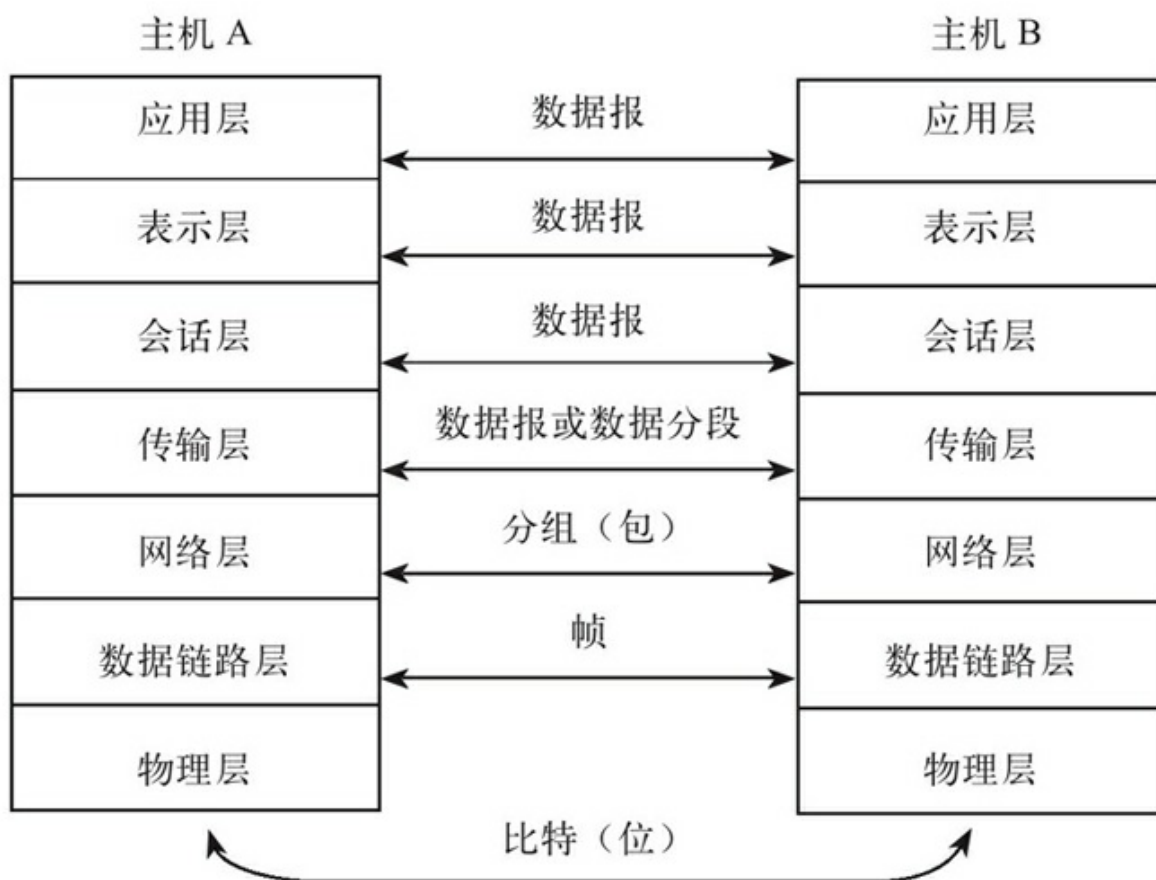 主机 A
主机 B
应用层
数据报
应用层
表示层
数据报
表示层
会话层
数据报
会话层
传输层
数据报或数据分段
传输层
网络层
分组（包）
网络层
数据链路层
帧
数据链路层
物理层
物理层
比特（位）